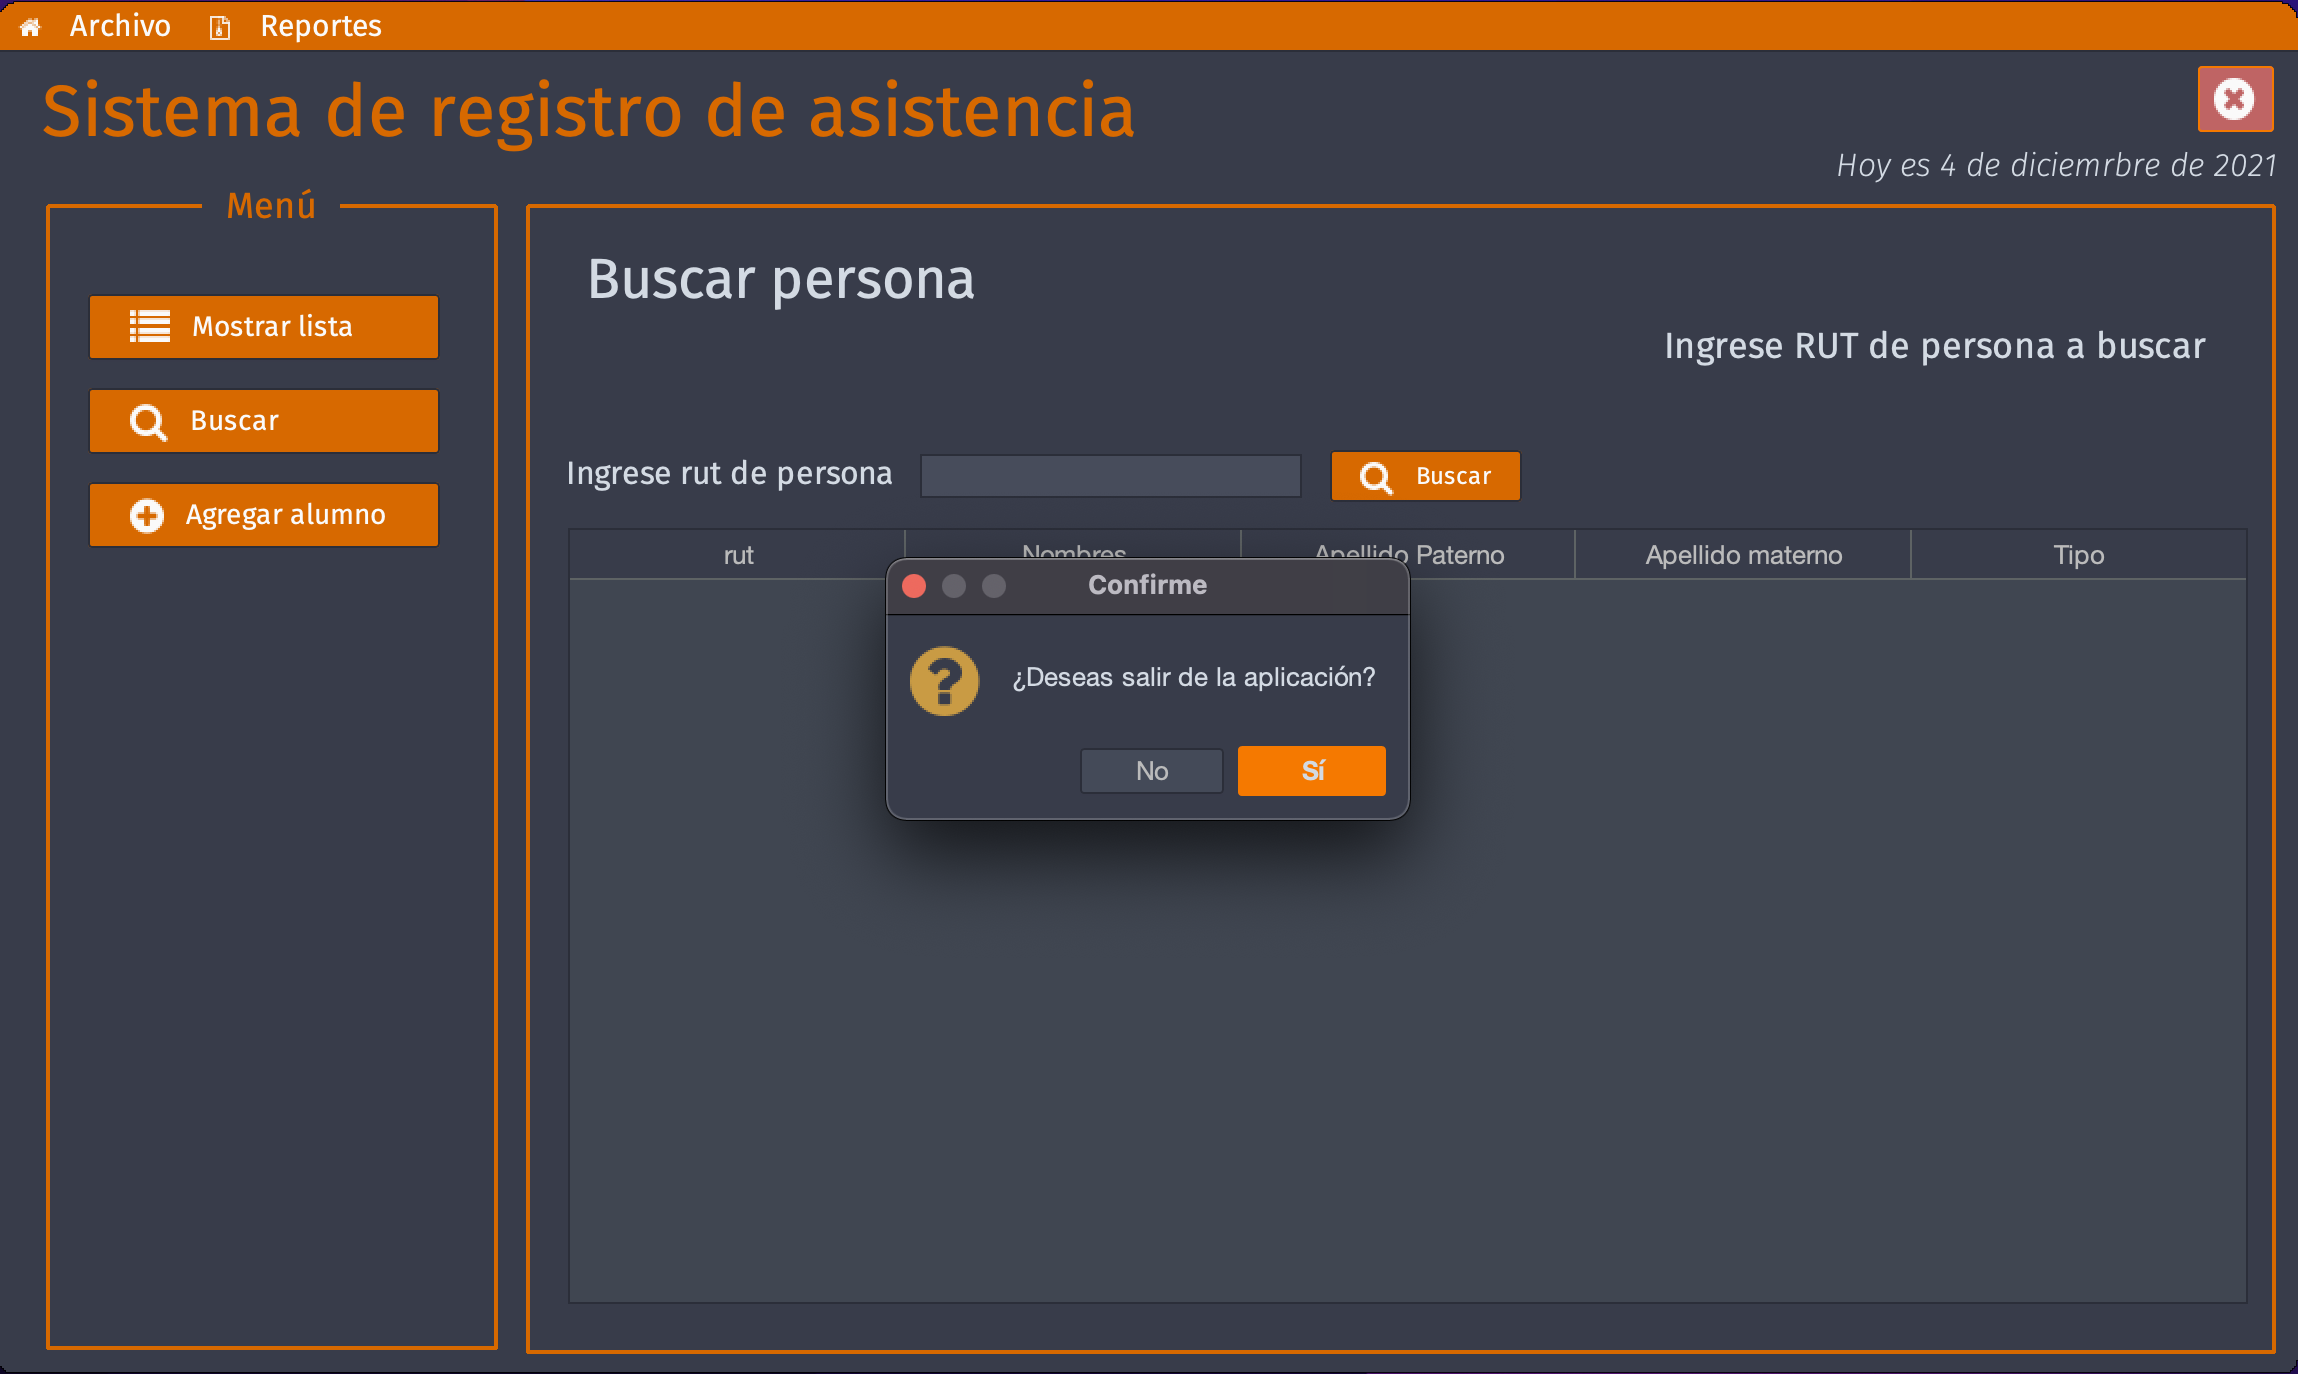 Archivo Reportes
Sistema de registro de asistencia
Hoy es 4 de diciemrbre de 2021
Menú
Mostrar lista
Buscar
Agregar alumno
Buscar persona
Ingrese RUT de persona a buscar
Ingrese rut de persona Buscar
rut Nombres Apellido Paterno Apellido materno Tipo
Confirme
¿Deseas salir de la aplicación?
No Sí